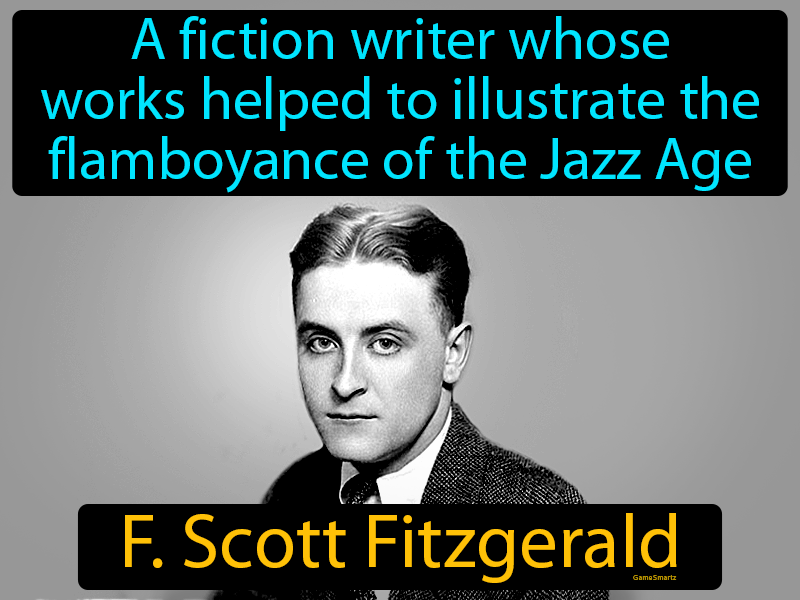 A fiction writer whose
works helped to illustrate the
flamboyance of the Jazz Age
F. Scott Fitzgerald
GameSmartz